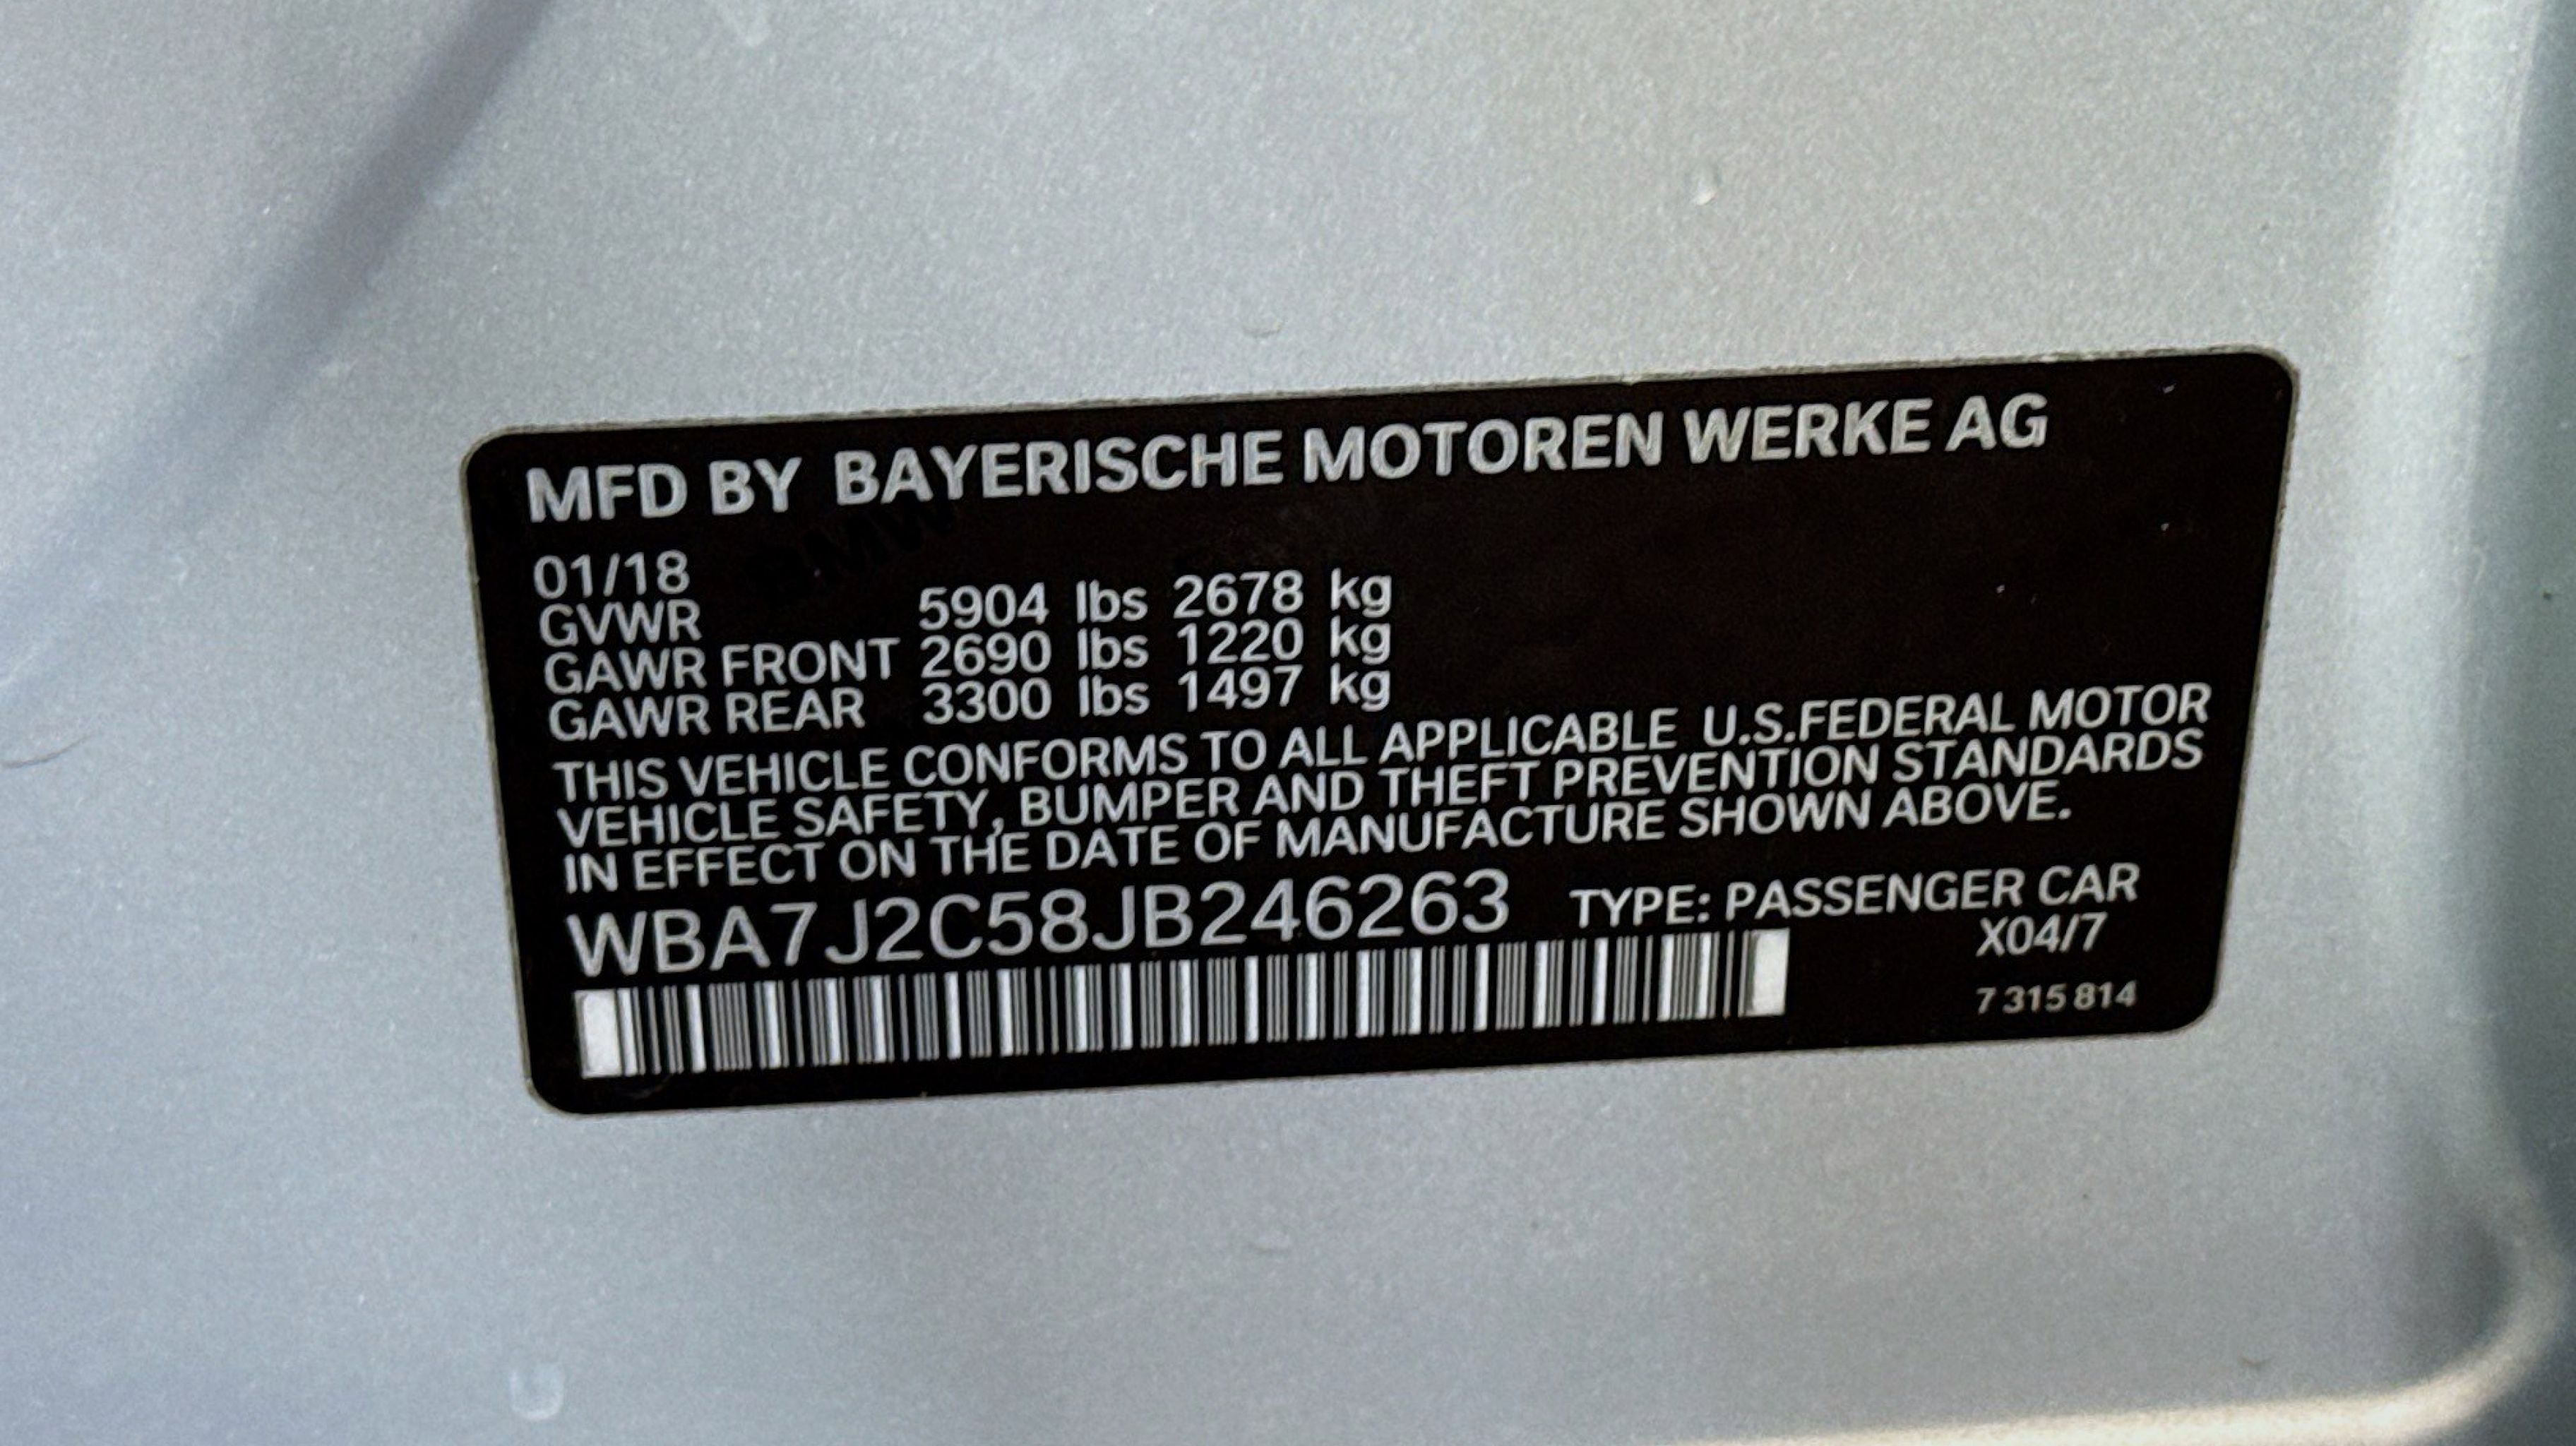 MFD BY BAYERISCHE MOTOREN WERKE AG
01/18
GVWR 5904 lbs 2678 kg
GAWR FRONT 2690 lbs 1220 kg
GAWR REAR 3300 lbs 1497 kg
THIS VEHICLE CONFORMS TO ALL APPLICABLE U.S.FEDERAL MOTOR
VEHICLE SAFETY, BUMPER AND THEFT PREVENTION STANDARDS
IN EFFECT ON THE DATE OF MANUFACTURE SHOWN ABOVE.
WBA7J2C58JB246263 TYPE: PASSENGER CAR
X04/7
7 315 814